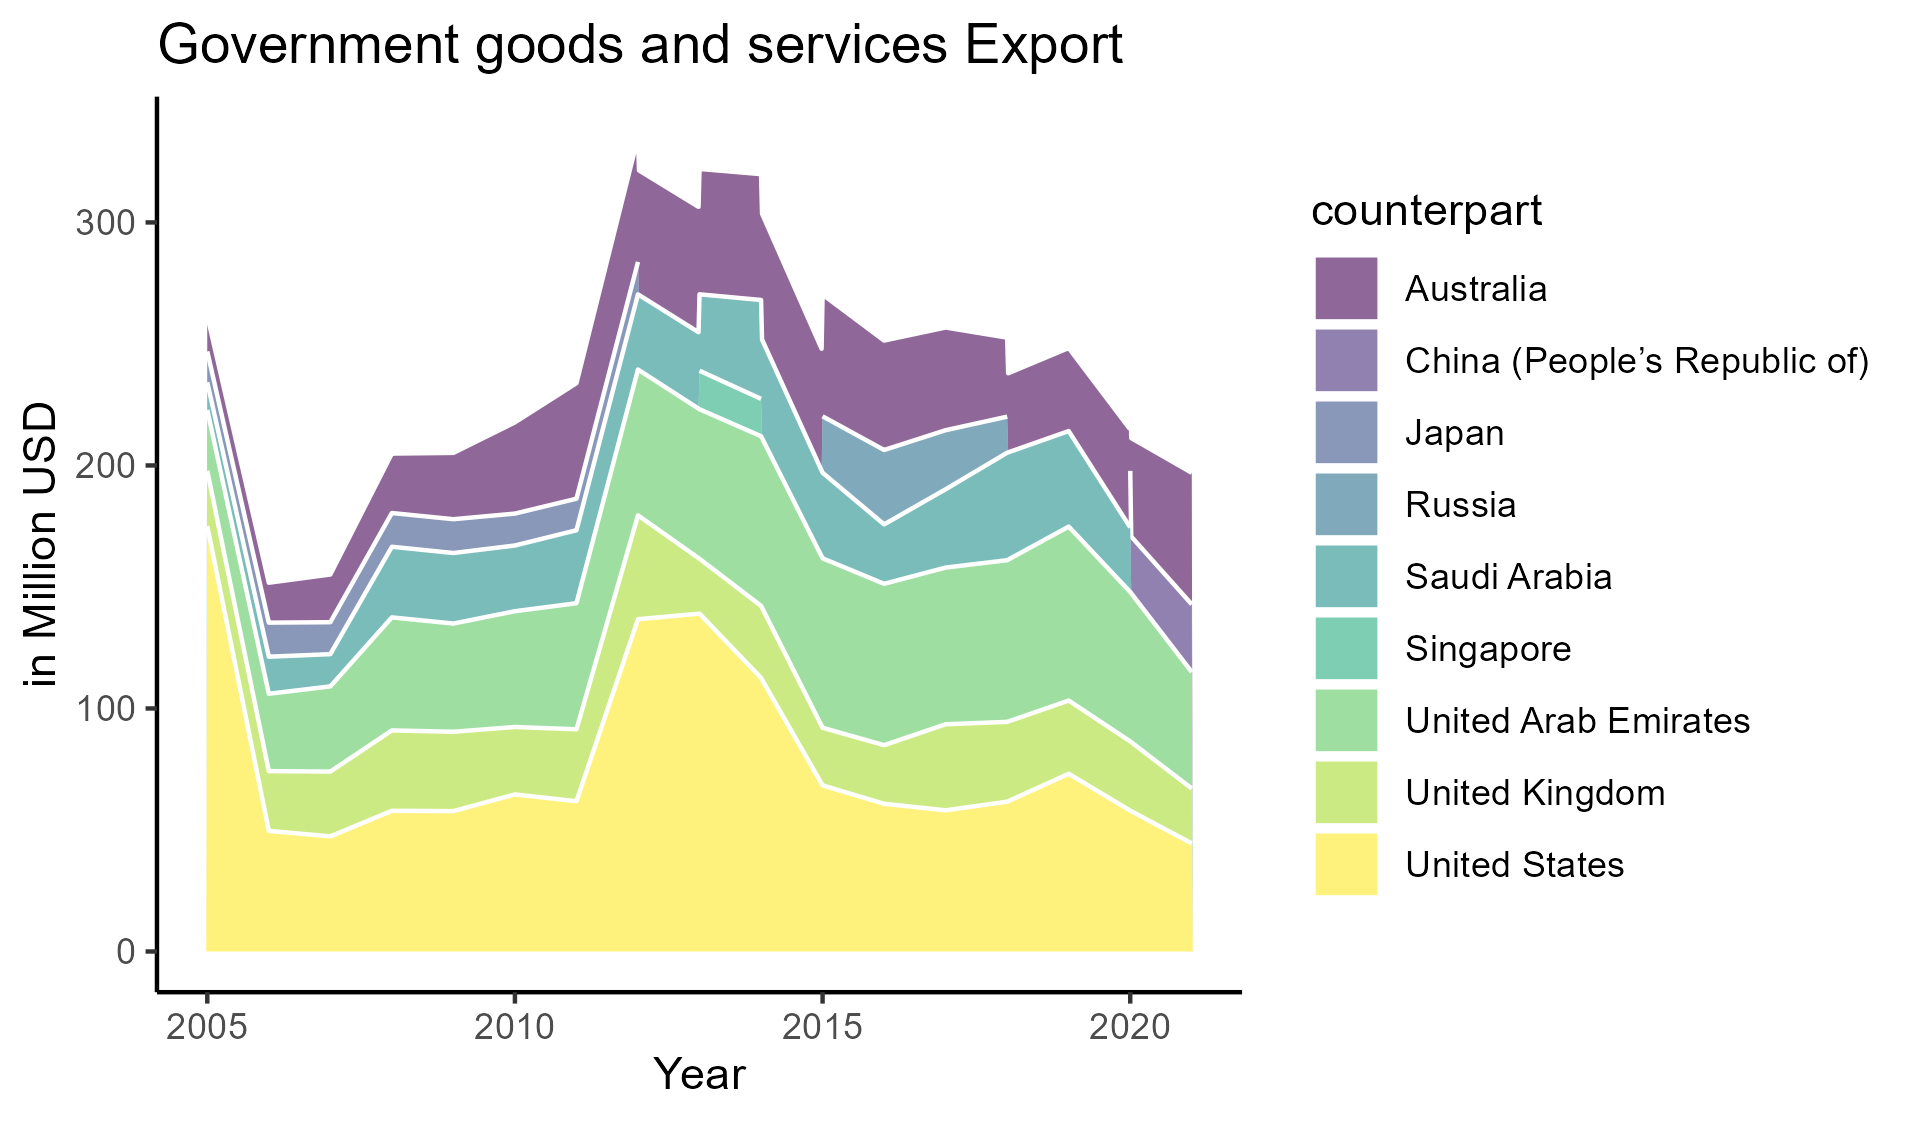 Government goods and services Export
in Million USD
300
200
100
0
2005
2010
2015
2020
Year
counterpart
Australia
China (People’s Republic of)
Japan
Russia
Saudi Arabia
Singapore
United Arab Emirates
United Kingdom
United States